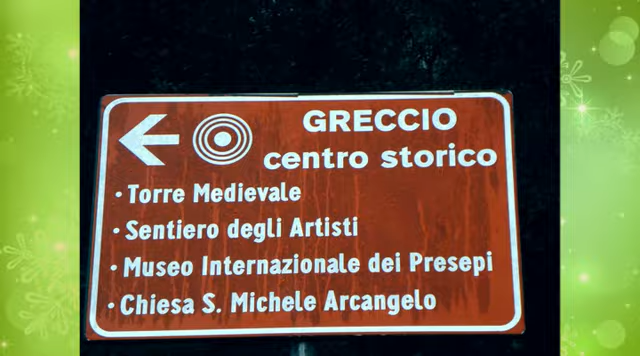 GRECCIO
centro storico
• Torre Medievale
• Sentiero degli Artisti
• Museo Internazionale dei Presepi
• Chiesa S. Michele Arcangelo